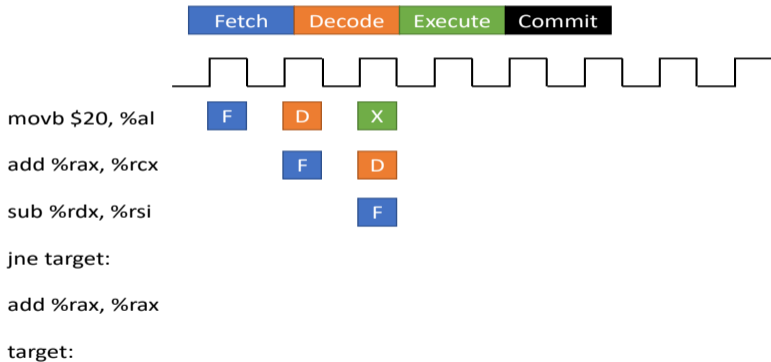 Fetch Decode Execute Commit
movb $20, %al F D X
add %rax, %rcx F D
sub %rdx, %rsi F
jne target:
add %rax, %rax
target: